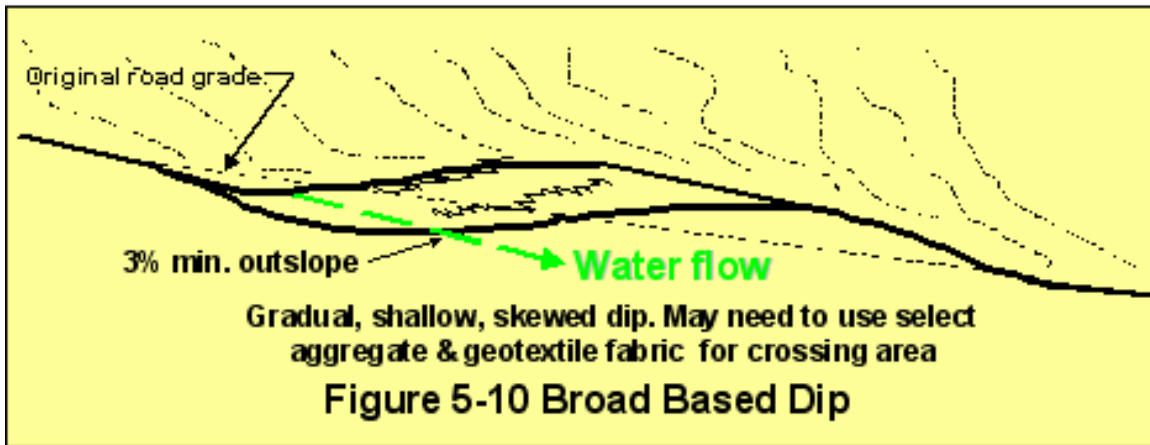 Original road grade
3% min. outslope
Water flow
Gradual, shallow, skewed dip. May need to use select
aggregate & geotextile fabric for crossing area
Figure 5-10 Broad Based Dip